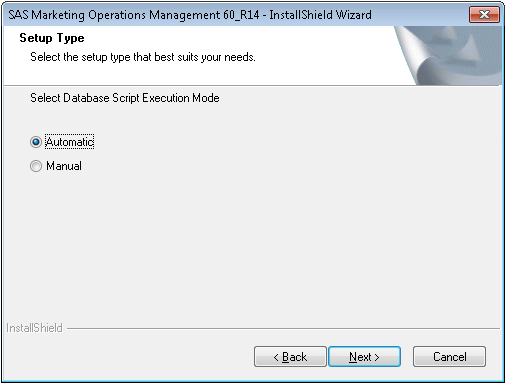 SAS Marketing Operations Management 60_R14 - InstallShield Wizard
Setup Type
Select the setup type that best suits your needs.
Select Database Script Execution Mode
Automatic
Manual
InstallShield
< Back
Next >
Cancel